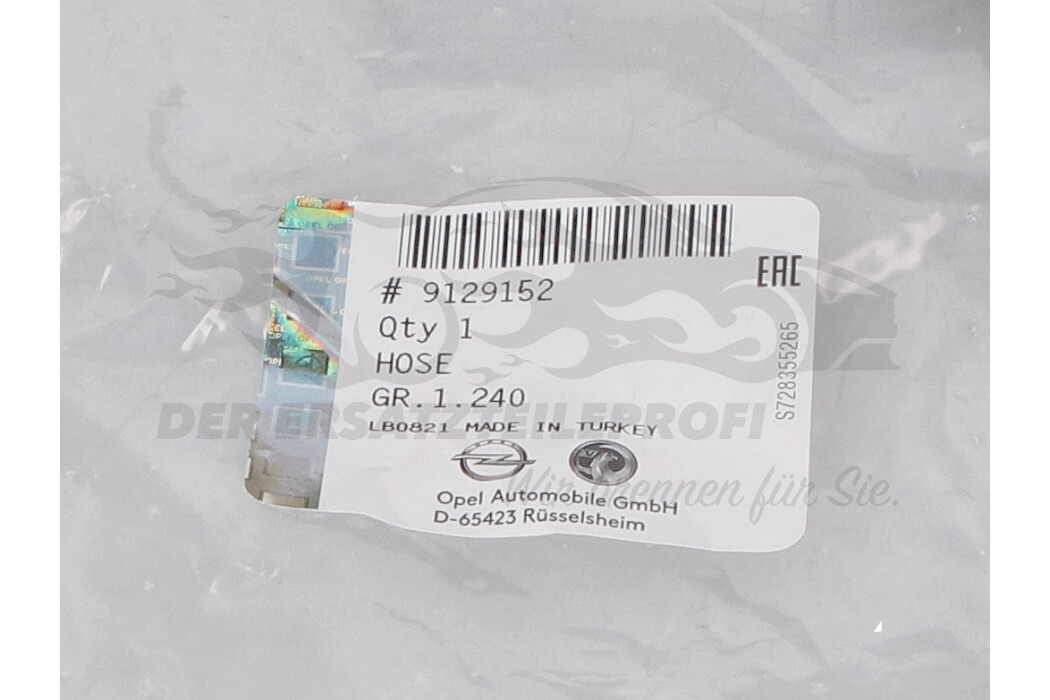 # 9129152
Qty 1
HOSE
GR.1.240
LB0821 MADE IN TURKEY
Opel Automobile GmbH
D-65423 Rüsselsheim
EAC
S728355265
DER ERSATZTEILEPROFI
Wir brennen für Sie.